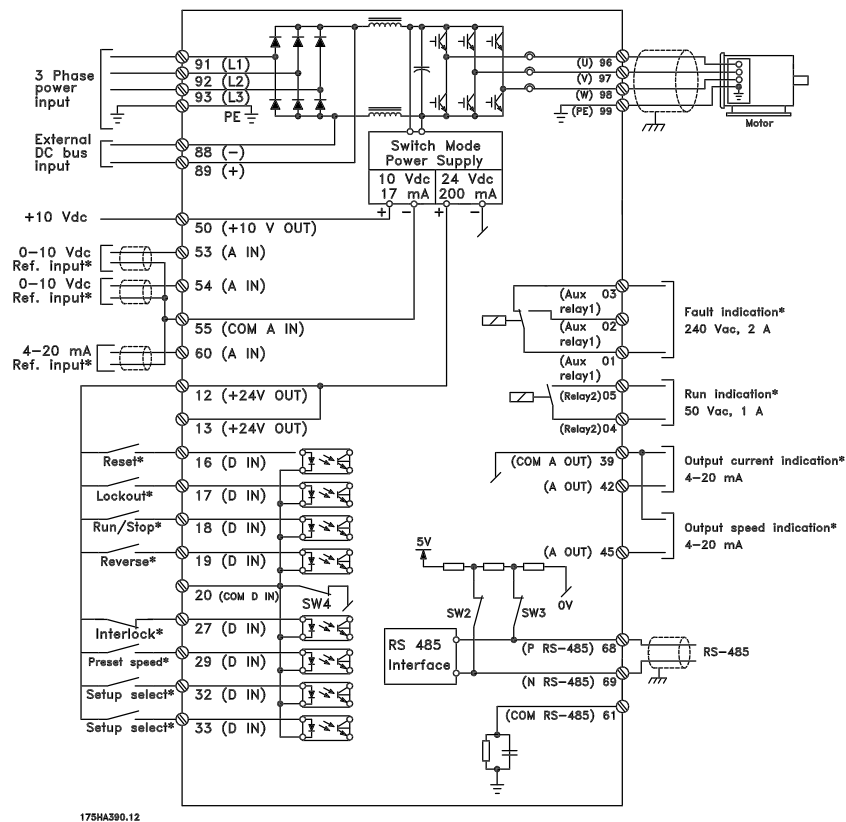 3 Phase
power
input
91 (L1)
92 (L2)
93 (L3)
PE
External
DC bus
input
88 (−)
89 (+)
Switch Mode
Power Supply
10 Vdc
17 mA
24 Vdc
200 mA
+ − + −
(U) 96
(V) 97
(W) 98
(PE) 99
Motor
+10 Vdc
50 (+10 V OUT)
0−10 Vdc
Ref. input*
53 (A IN)
0−10 Vdc
Ref. input*
54 (A IN)
55 (COM A IN)
4−20 mA
Ref. input*
60 (A IN)
12 (+24V OUT)
13 (+24V OUT)
Reset*
16 (D IN)
Lockout*
17 (D IN)
Run/Stop*
18 (D IN)
Reverse*
19 (D IN)
20 (COM D IN)
SW4
Interlock*
27 (D IN)
Preset speed*
29 (D IN)
Setup select*
32 (D IN)
Setup select*
33 (D IN)
(Aux 03
relay1)
(Aux 02
relay1)
(Aux 01
relay1)
Fault indication*
240 Vac, 2 A
(Relay2)05
(Relay2)04
Run indication*
50 Vac, 1 A
(COM A OUT) 39
(A OUT) 42
Output current indication*
4−20 mA
(A OUT) 45
Output speed indication*
4−20 mA
5V
0V
SW2
SW3
RS 485
Interface
(P RS−485) 68
(N RS−485) 69
RS−485
(COM RS−485) 61
175HA390.12